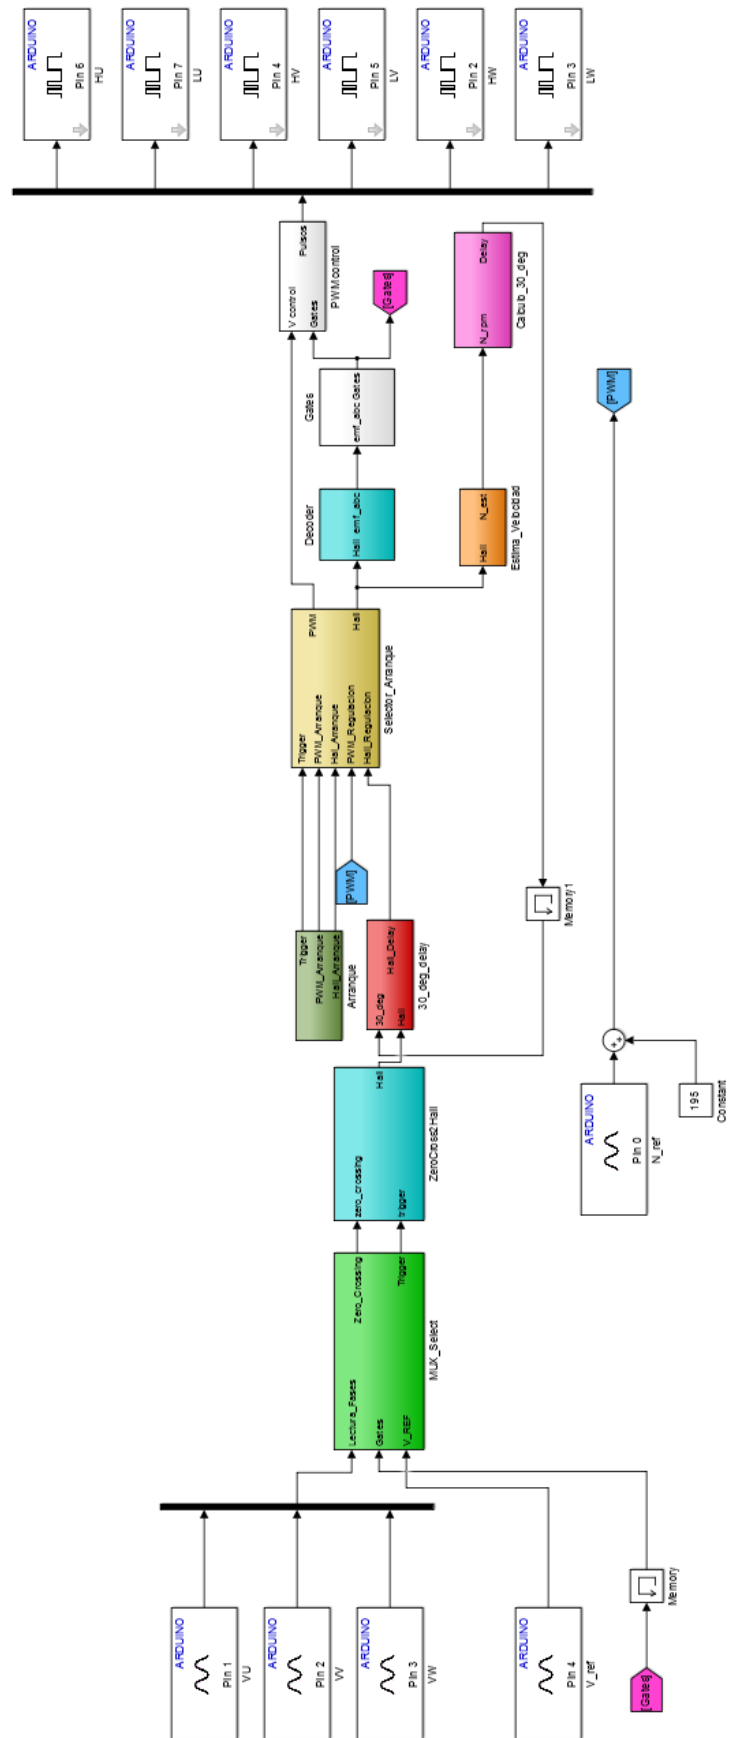 ARDUINO
Pin 1
VU
ARDUINO
Pin 2
VV
ARDUINO
Pin 3
VW
ARDUINO
Pin 4
V_ref
[Gates]
Memory
Lectura_Fases
Gates
V_REF
Zero_Crossing
Trigger
MUX_Select
zero_crossing
trigger
Hall
ZeroCross2Hall
ARDUINO
Pin 0
N_ref
195
Constant
++
Trigger
PWM_Arranque
Hall_Arranque
Arranque
[PWM]
30_deg
Hall
Hall_Delay
30_deg_delay
Memory1
Trigger
PWM_Arranque
Hall_Arranque
PWM_Regulacion
Hall_Regulacion
PWM
Hall
Selector_Arranque
Hall emf_abc
Decoder
emf_abc Gates
Gates
Hall
N_est
Estima_Velocidad
[Gates]
V control
Gates
Pulsos
PWM control
N_rpm
Delay
Calculo_30_deg
[PWM]
ARDUINO
Pin 6
HU
ARDUINO
Pin 7
LU
ARDUINO
Pin 4
HV
ARDUINO
Pin 5
LV
ARDUINO
Pin 2
HW
ARDUINO
Pin 3
LW